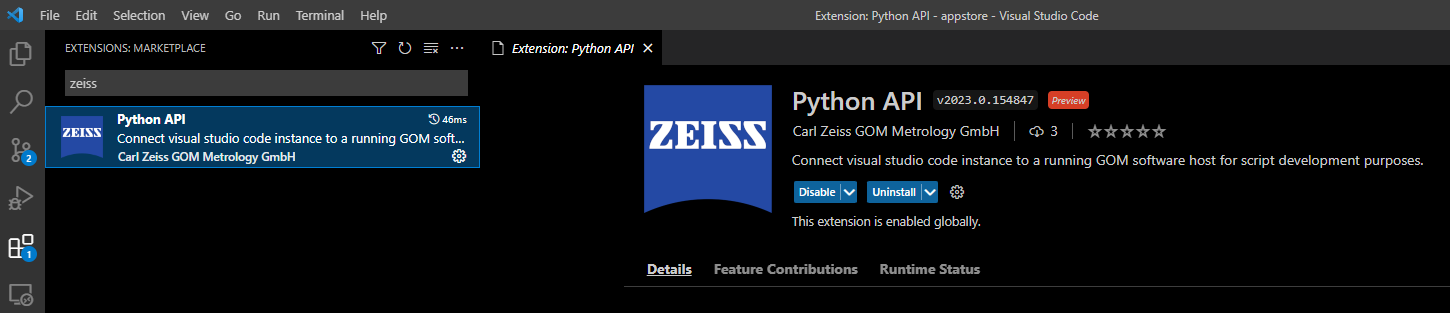 File Edit Selection View Go Run Terminal Help
Extension: Python API - appstore - Visual Studio Code
EXTENSIONS: MARKETPLACE
Extension: Python API
zeiss
ZEISS
Python API
46ms
Connect visual studio code instance to a running GOM soft...
Carl Zeiss GOM Metrology GmbH
2
1
ZEISS
Python API
v2023.0.154847
Preview
Carl Zeiss GOM Metrology GmbH
3
Connect visual studio code instance to a running GOM software host for script development purposes.
Disable
Uninstall
This extension is enabled globally.
Details Feature Contributions Runtime Status